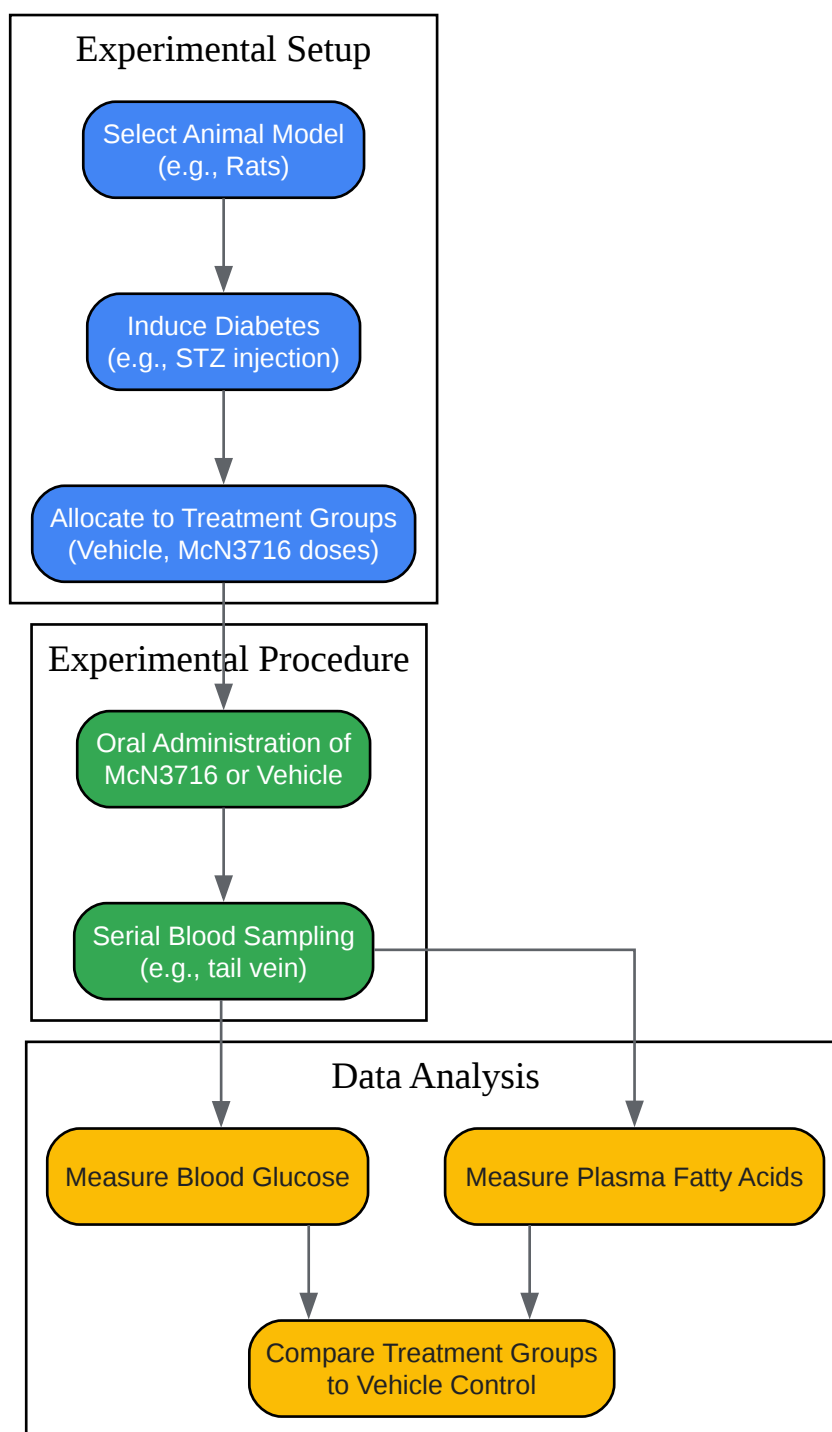 Experimental Setup
Select Animal Model
(e.g., Rats)
Induce Diabetes
(e.g., STZ injection)
Allocate to Treatment Groups
(Vehicle, McN3716 doses)
Experimental Procedure
Oral Administration of
McN3716 or Vehicle
Serial Blood Sampling
(e.g., tail vein)
Data Analysis
Measure Blood Glucose
Measure Plasma Fatty Acids
Compare Treatment Groups
to Vehicle Control